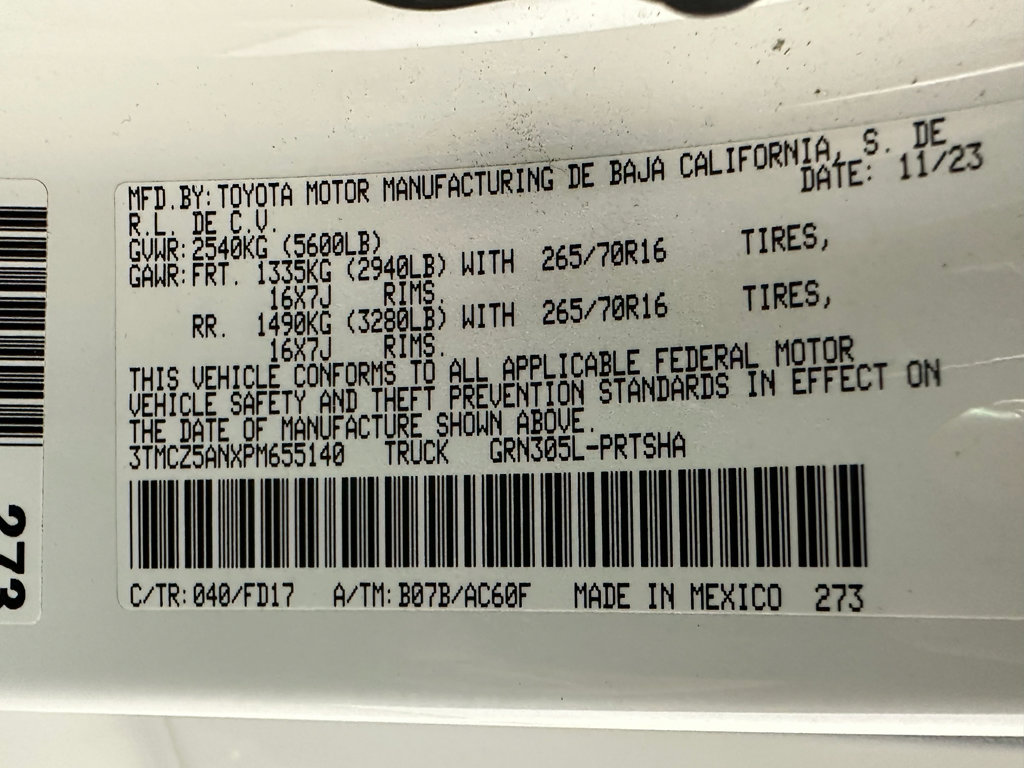 MFD.BY:TOYOTA MOTOR MANUFACTURING DE BAJA CALIFORNIA, S. DE
R.L. DE C.V. DATE: 11/23
GVWR:2540KG (5600LB)
GAWR:FRT. 1335KG (2940LB) WITH 265/70R16 TIRES,
16X7J RIMS.
RR. 1490KG (3280LB) WITH 265/70R16 TIRES,
16X7J RIMS.
THIS VEHICLE CONFORMS TO ALL APPLICABLE FEDERAL MOTOR
VEHICLE SAFETY AND THEFT PREVENTION STANDARDS IN EFFECT ON
THE DATE OF MANUFACTURE SHOWN ABOVE.
3TMCZ5ANXPM655140 TRUCK GRN305L-PRTSHA
C/TR:040/FD17 A/TM:B07B/AC60F MADE IN MEXICO 273
273